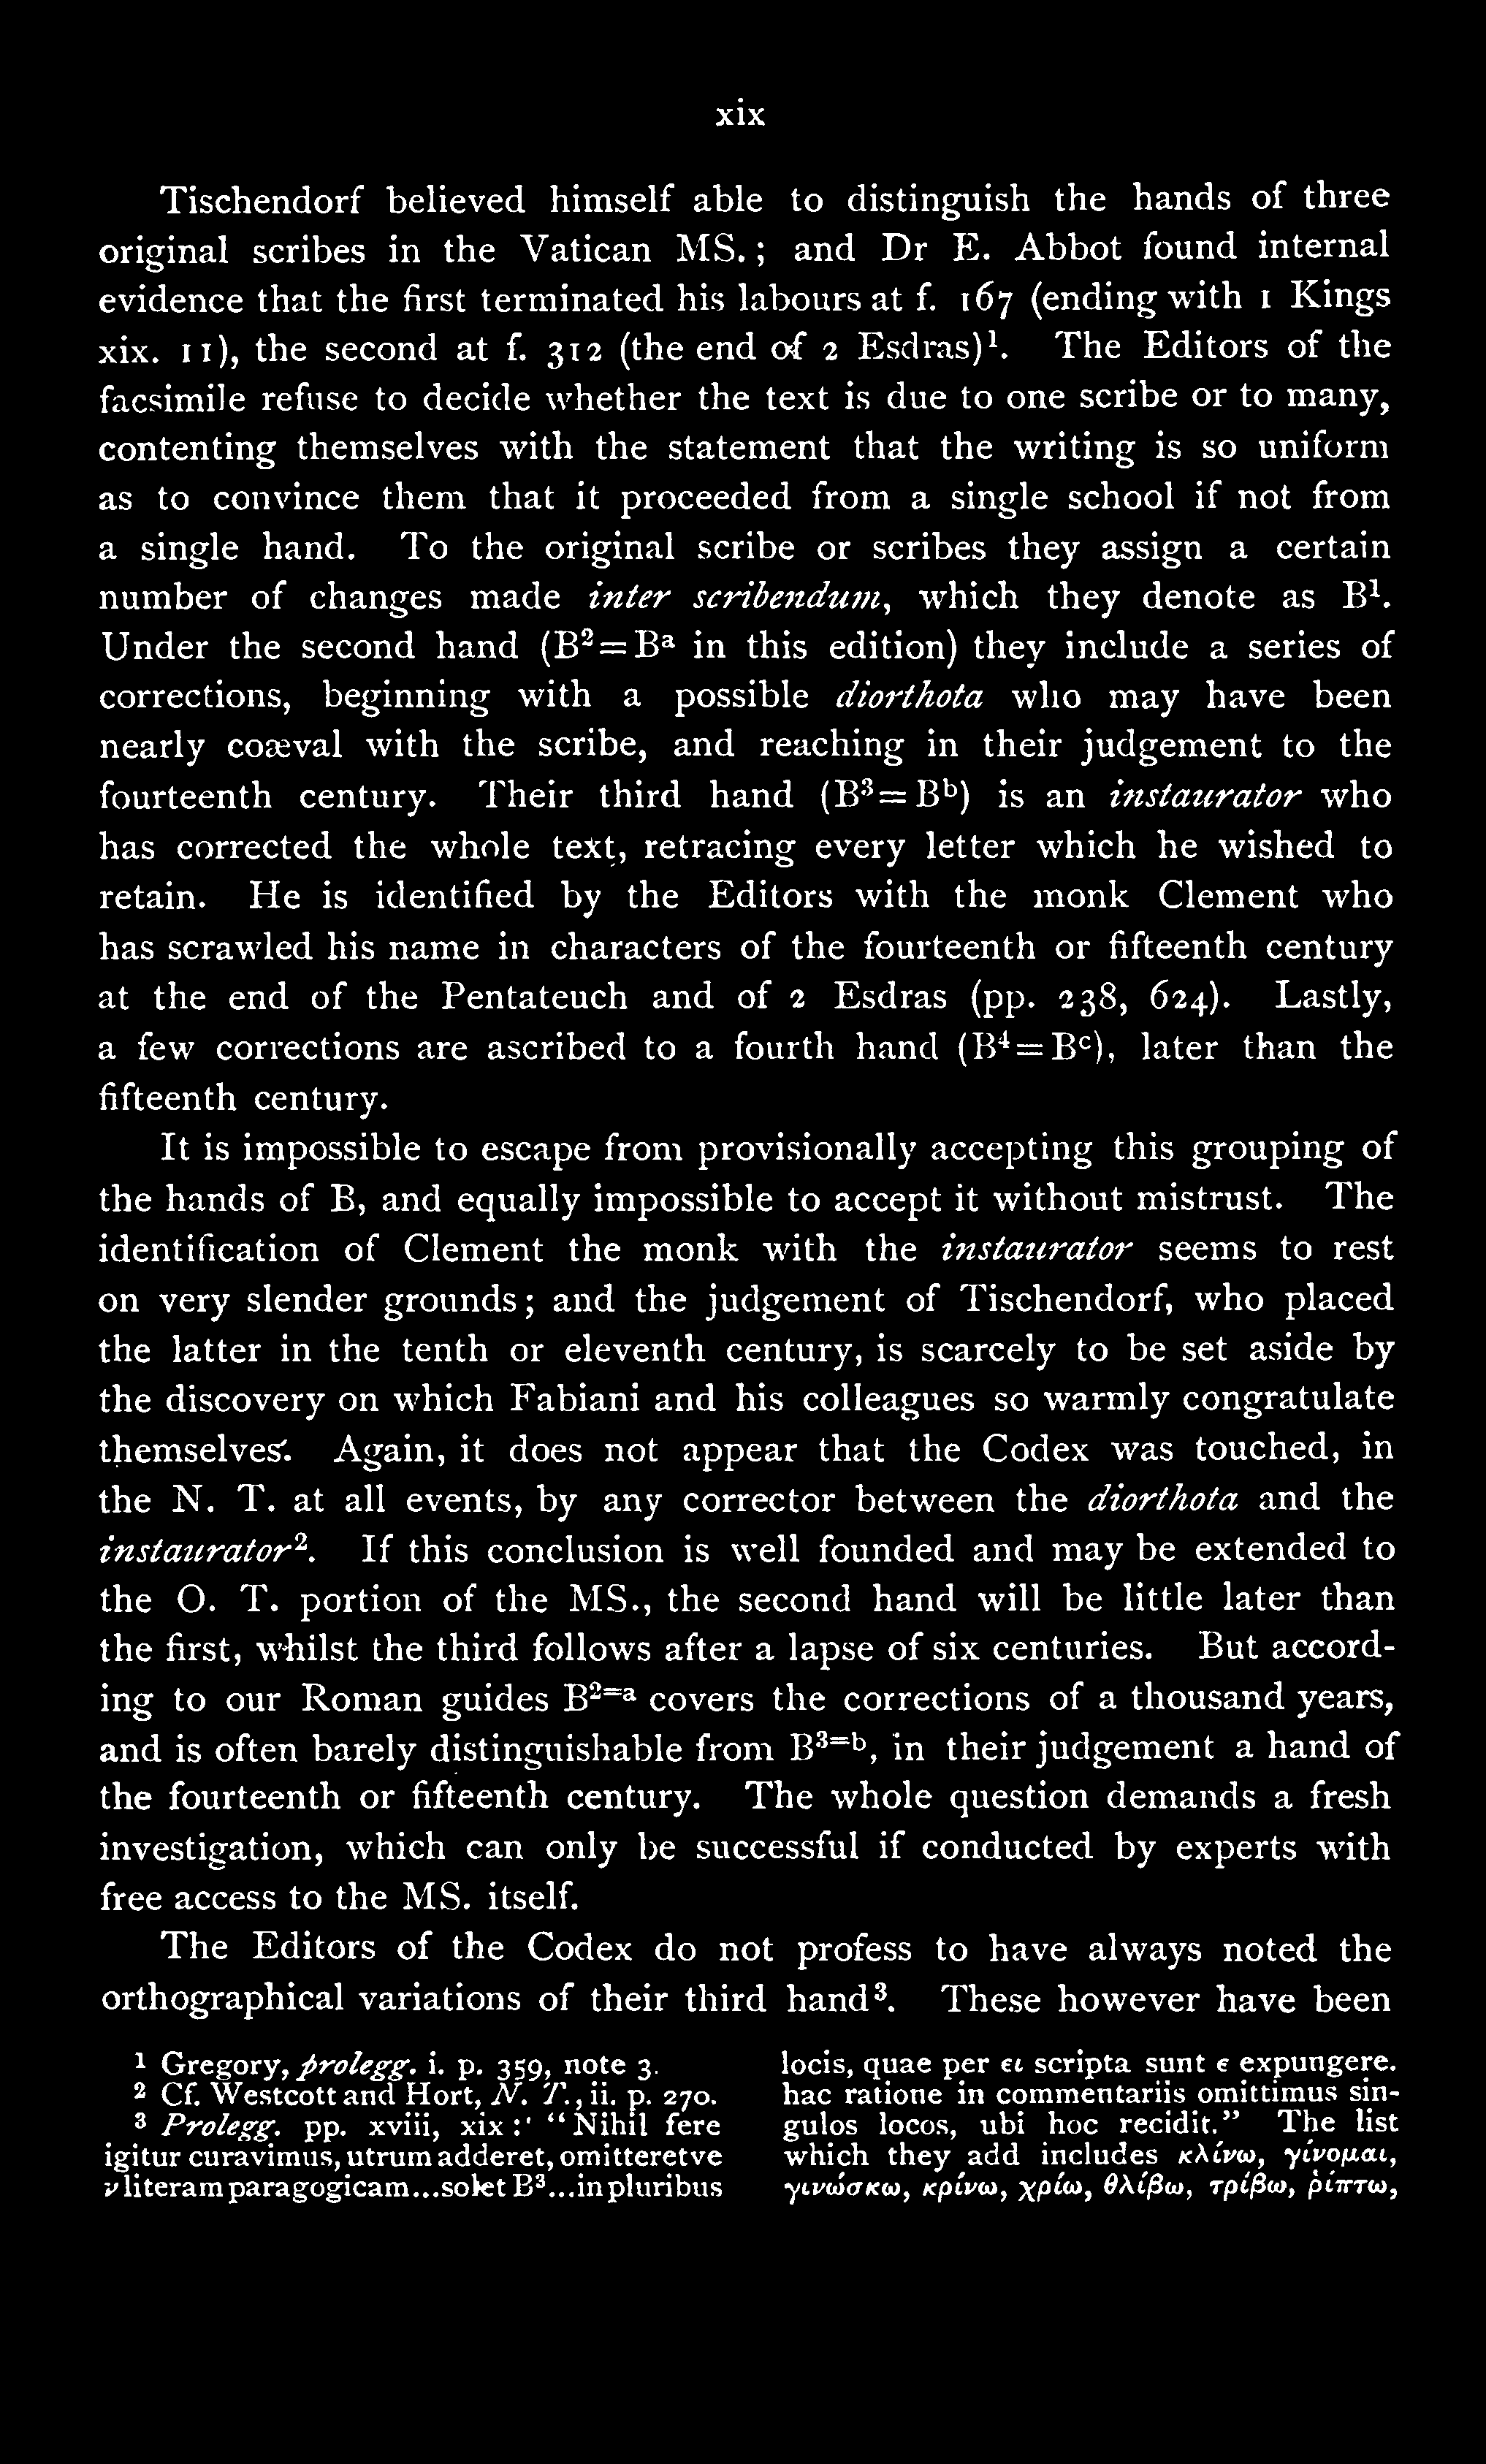 xix
Tischendorf believed himself able to distinguish the hands of three
original scribes in the Vatican MS.; and Dr E. Abbot found internal
evidence that the first terminated his labours at f. 167 (ending with 1 Kings
xix. 11), the second at f. 312 (the end of 2 Esdras)¹. The Editors of the
facsimile refuse to decide whether the text is due to one scribe or to many,
contenting themselves with the statement that the writing is so uniform
as to convince them that it proceeded from a single school if not from
a single hand. To the original scribe or scribes they assign a certain
number of changes made inter scribendum, which they denote as B¹.
Under the second hand (B²=Bᵃ in this edition) they include a series of
corrections, beginning with a possible diorthota who may have been
nearly coæval with the scribe, and reaching in their judgement to the
fourteenth century. Their third hand (B³=Bᵇ) is an instaurator who
has corrected the whole text, retracing every letter which he wished to
retain. He is identified by the Editors with the monk Clement who
has scrawled his name in characters of the fourteenth or fifteenth century
at the end of the Pentateuch and of 2 Esdras (pp. 238, 624). Lastly,
a few corrections are ascribed to a fourth hand (B⁴=Bᶜ), later than the
fifteenth century.
It is impossible to escape from provisionally accepting this grouping of
the hands of B, and equally impossible to accept it without mistrust. The
identification of Clement the monk with the instaurator seems to rest
on very slender grounds; and the judgement of Tischendorf, who placed
the latter in the tenth or eleventh century, is scarcely to be set aside by
the discovery on which Fabiani and his colleagues so warmly congratulate
themselves. Again, it does not appear that the Codex was touched, in
the N. T. at all events, by any corrector between the diorthota and the
instaurator². If this conclusion is well founded and may be extended to
the O. T. portion of the MS., the second hand will be little later than
the first, whilst the third follows after a lapse of six centuries. But accord-
ing to our Roman guides B²⁼ᵃ covers the corrections of a thousand years,
and is often barely distinguishable from B³⁼ᵇ, in their judgement a hand of
the fourteenth or fifteenth century. The whole question demands a fresh
investigation, which can only be successful if conducted by experts with
free access to the MS. itself.
The Editors of the Codex do not profess to have always noted the
orthographical variations of their third hand³. These however have been
¹ Gregory, prolegg. i. p. 359, note 3.
² Cf. Westcott and Hort, N. T., ii. p. 270.
³ Prolegg. pp. xviii, xix: “Nihil fere
igitur curavimus, utrum adderet, omitteretve
ν literam paragogicam...solet B³...in pluribus
locis, quae per ει scripta sunt ε expungere.
hac ratione in commentariis omittimus sin-
gulos locos, ubi hoc recidit.” The list
which they add includes κλίνω, γίνομαι,
γινώσκω, κρίνω, χρίω, θλίβω, τρίβω, ῥίπτω,